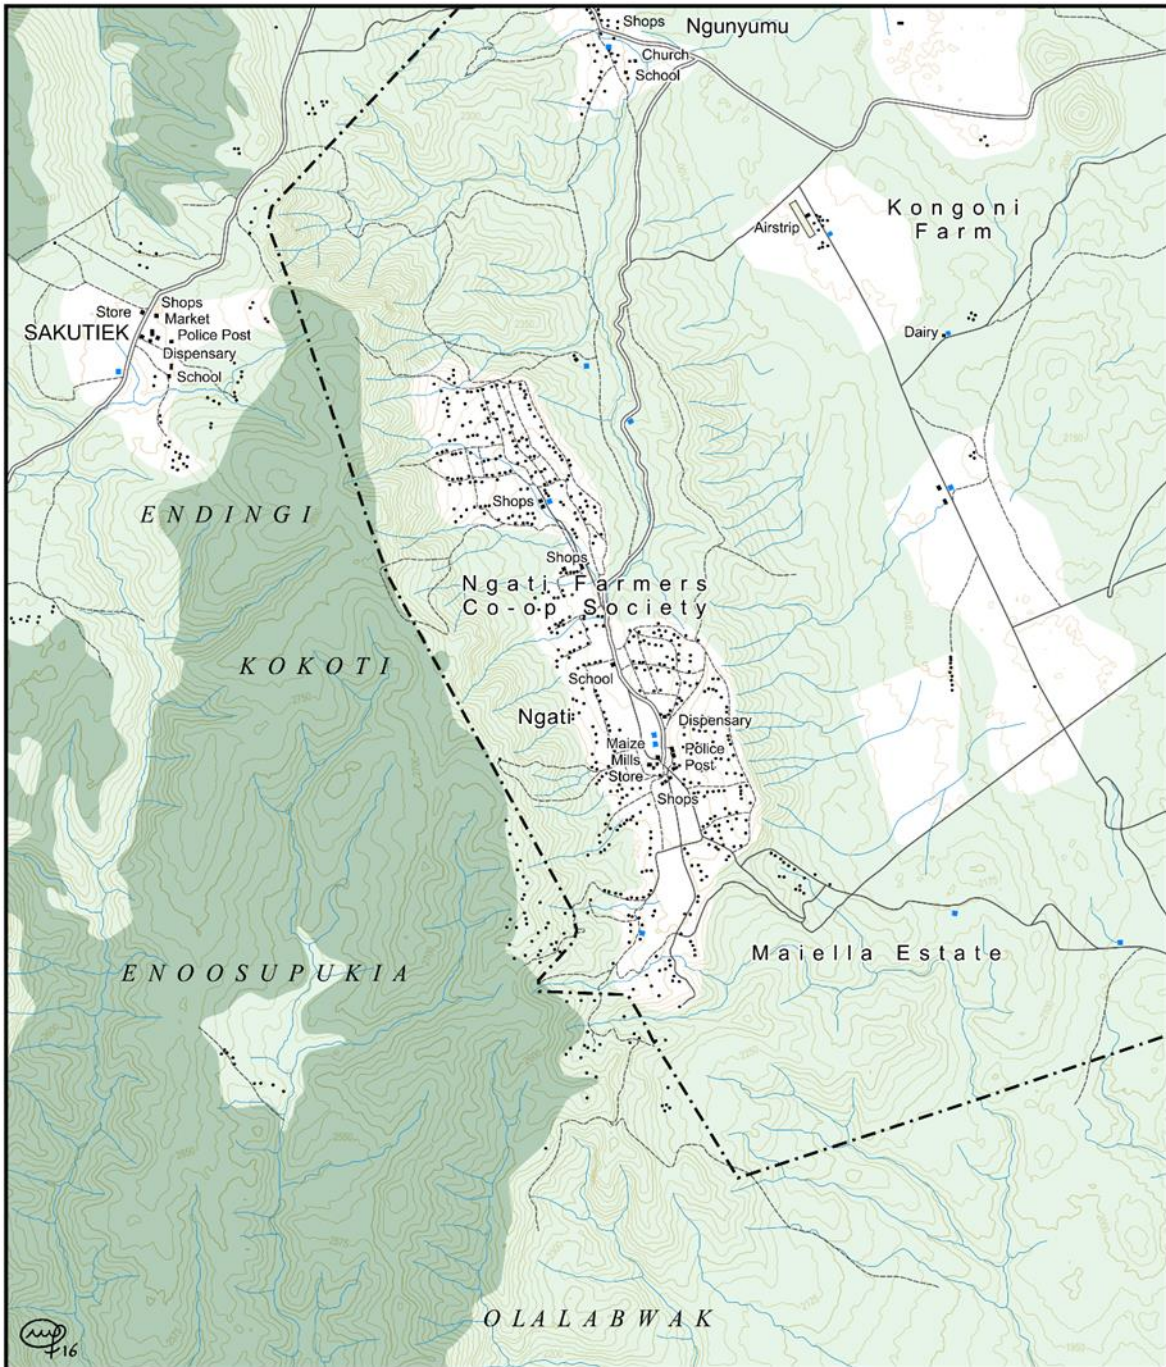 Shops
Ngunyumu
Church
School
Kongoni
Farm
Airstrip
Store
Shops
Market
SAKUTIEK
Police Post
Dispensary
School
Dairy
Shops
ENDINGI
Shops
Ngati Farmers
Co-op Society
KOKOTI
School
Ngati
Dispensary
Maize
Mills
Store
Police
Post
Shops
Maiella Estate
ENOOSUPUKIA
OLALABWAK
16